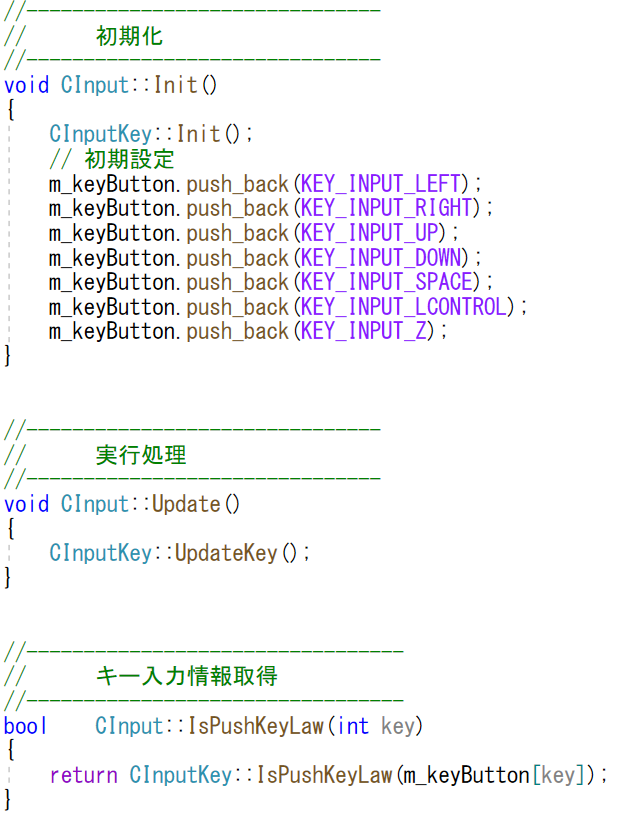 //-------------------------------
//      初期化
//-------------------------------
void CInput::Init()
{
    CInputKey::Init();
    // 初期設定
    m_keyButton.push_back(KEY_INPUT_LEFT);
    m_keyButton.push_back(KEY_INPUT_RIGHT);
    m_keyButton.push_back(KEY_INPUT_UP);
    m_keyButton.push_back(KEY_INPUT_DOWN);
    m_keyButton.push_back(KEY_INPUT_SPACE);
    m_keyButton.push_back(KEY_INPUT_LCONTROL);
    m_keyButton.push_back(KEY_INPUT_Z);
}
//-------------------------------
//      実行処理
//-------------------------------
void CInput::Update()
{
    CInputKey::UpdateKey();
}
//---------------------------------
//      キー入力情報取得
//---------------------------------
bool    CInput::IsPushKeyLaw(int key)
{
    return CInputKey::IsPushKeyLaw(m_keyButton[key]);
}